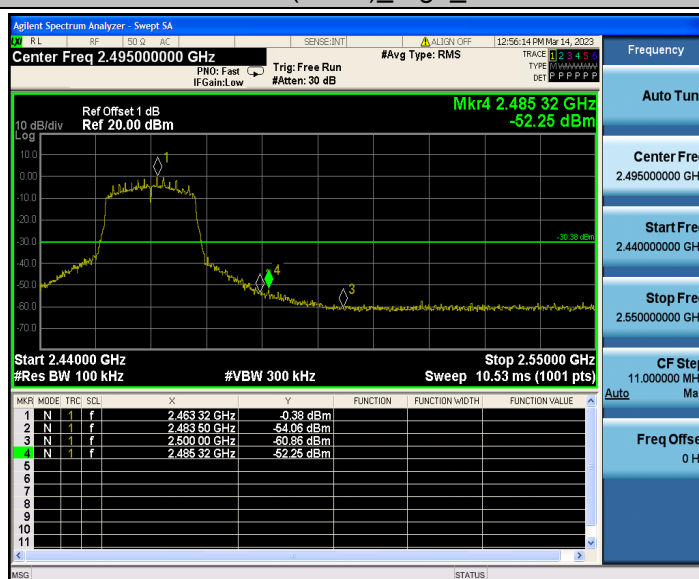 Agilent Spectrum Analyzer - Swept SA
LXI RL RF 50 Ω AC SENSE:INT ALIGN OFF 12:56:14 PM Mar 14, 2023
Center Freq 2.495000000 GHz
PNO: Fast
IFGain:Low
Trig: Free Run
#Atten: 30 dB
#Avg Type: RMS
TRACE 1 2 3 4 5 6
TYPE M
DET P P P P P P
Mkr4 2.485 32 GHz
-52.25 dBm
Ref Offset 1 dB
Ref 20.00 dBm
10 dB/div
Log
10.0
0.00
-10.0
-20.0
-30.0
-40.0
-50.0
-60.0
-70.0
1
4
3
-30.38 dBm
Start 2.44000 GHz Stop 2.55000 GHz
#Res BW 100 kHz #VBW 300 kHz Sweep 10.53 ms (1001 pts)
MKR MODE TRC SCL X Y FUNCTION FUNCTION WIDTH FUNCTION VALUE
1 N 1 f 2.463 32 GHz -0.38 dBm
2 N 1 f 2.483 50 GHz -54.06 dBm
3 N 1 f 2.500 00 GHz -60.86 dBm
4 N 1 f 2.485 32 GHz -52.25 dBm
5
6
7
8
9
10
11
MSG STATUS
Frequency
Auto Tun
Center Fre
2.495000000 GH
Start Fre
2.440000000 GH
Stop Fre
2.550000000 GH
CF Step
11.000000 MH
Auto Ma
Freq Offse
0 H